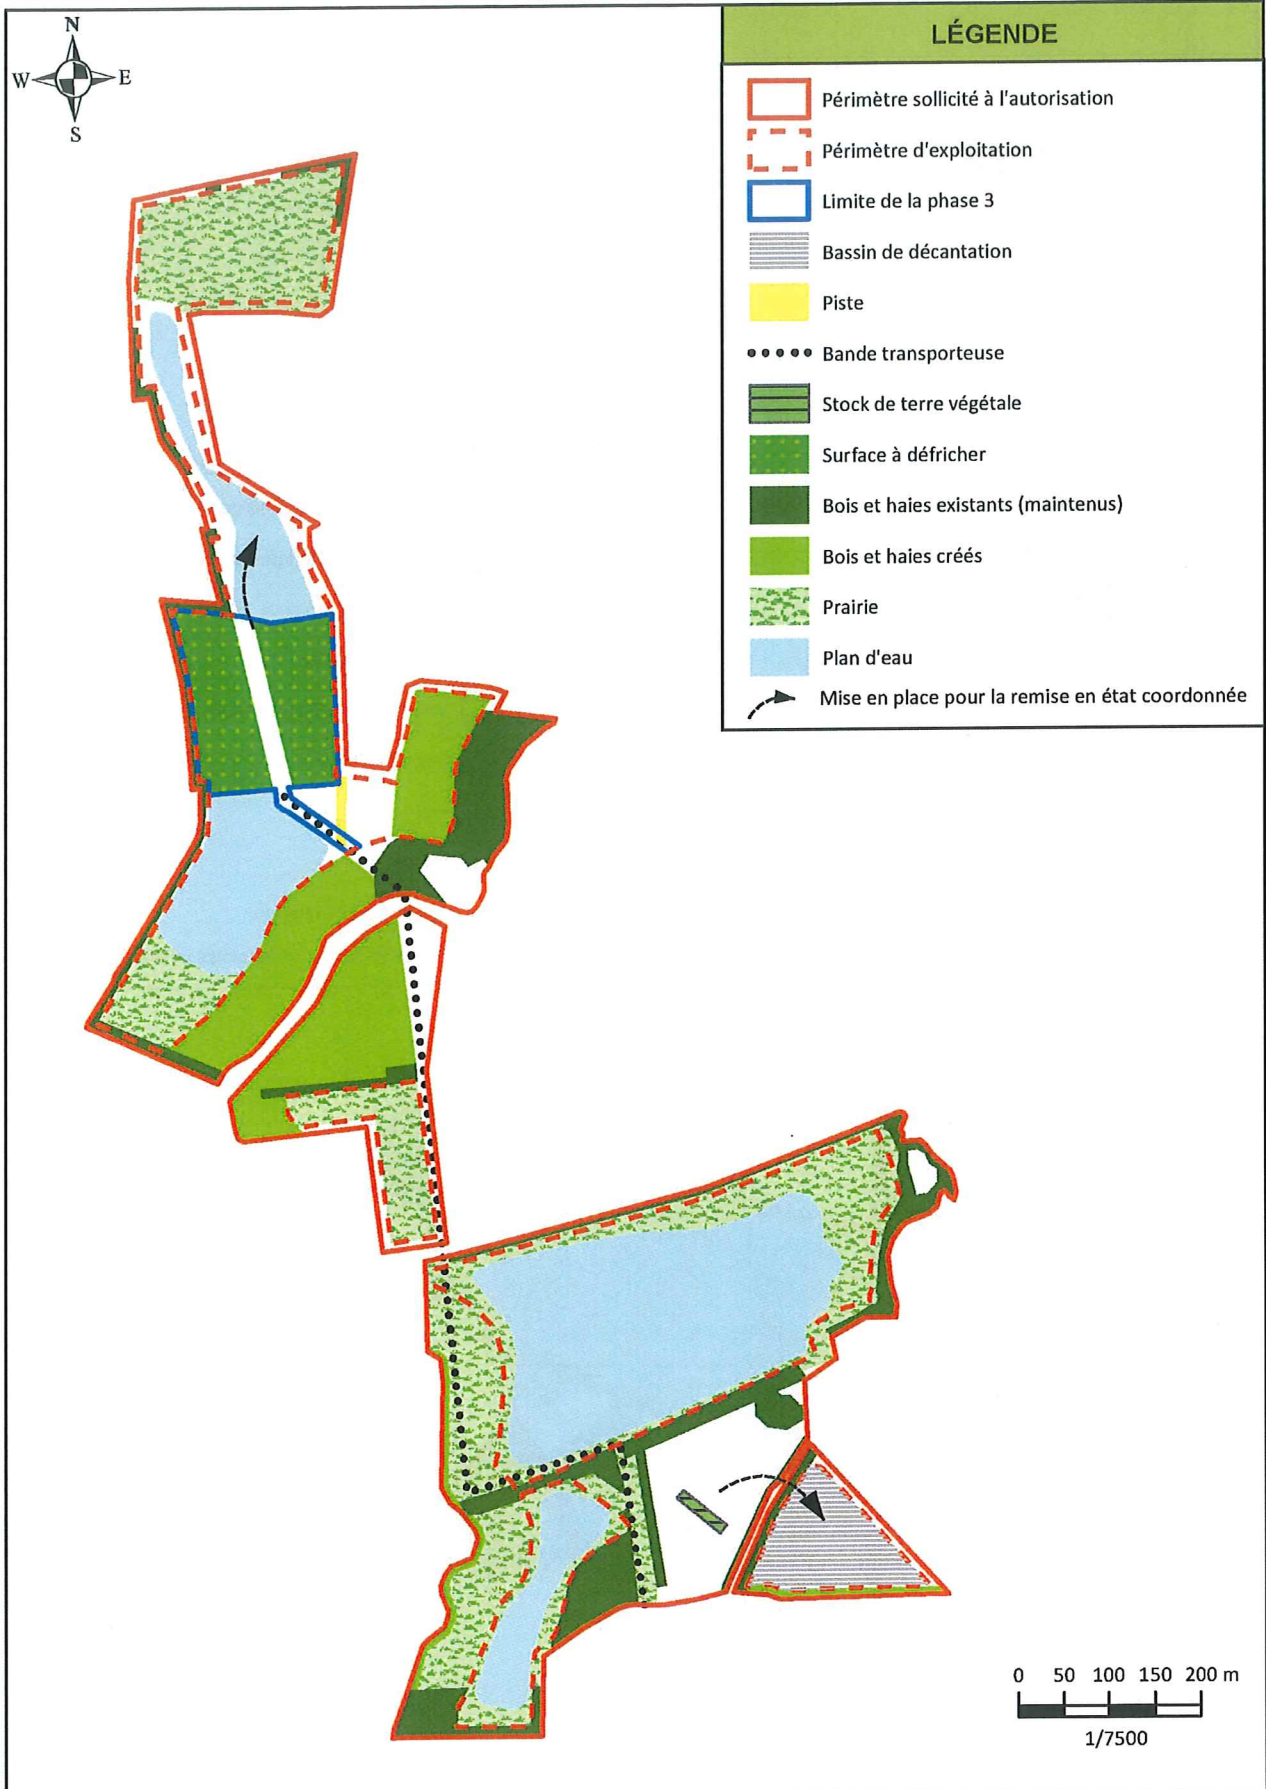 N
W E
S
LÉGENDE
Périmètre sollicité à l'autorisation
Périmètre d'exploitation
Limite de la phase 3
Bassin de décantation
Piste
Bande transporteuse
Stock de terre végétale
Surface à défricher
Bois et haies existants (maintenus)
Bois et haies créés
Prairie
Plan d'eau
Mise en place pour la remise en état coordonnée
0 50 100 150 200 m
1/7500